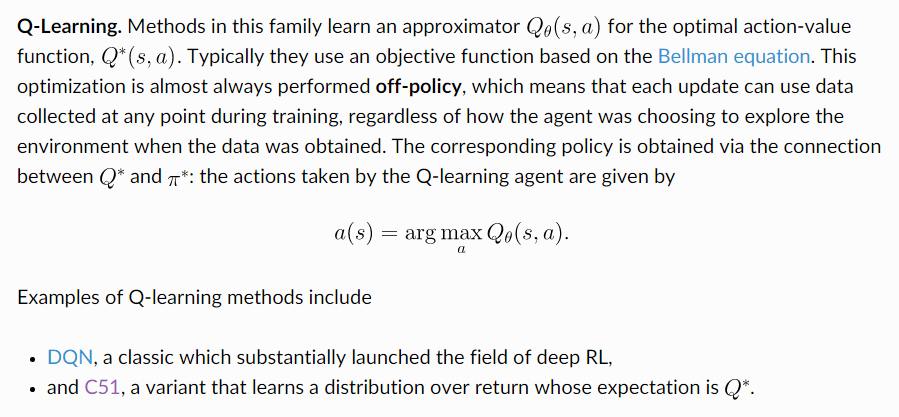 Q-Learning. Methods in this family learn an approximator Q_θ(s, a) for the optimal action-value
function, Q*(s, a). Typically they use an objective function based on the Bellman equation. This
optimization is almost always performed off-policy, which means that each update can use data
collected at any point during training, regardless of how the agent was choosing to explore the
environment when the data was obtained. The corresponding policy is obtained via the connection
between Q* and π*: the actions taken by the Q-learning agent are given by
a(s) = arg max_a Q_θ(s, a).
Examples of Q-learning methods include
• DQN, a classic which substantially launched the field of deep RL,
• and C51, a variant that learns a distribution over return whose expectation is Q*.